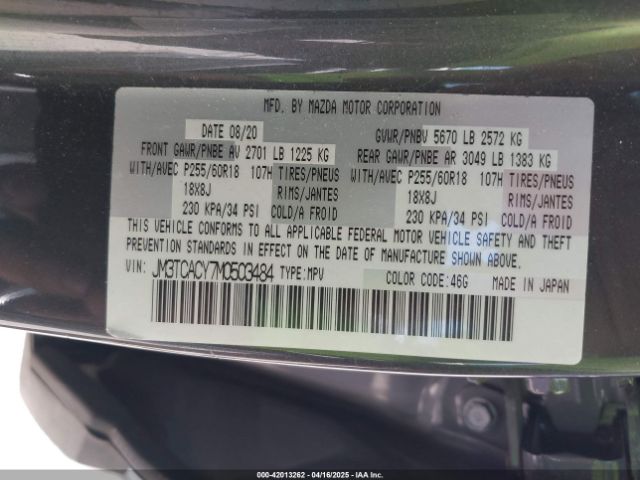 MFD. BY MAZDA MOTOR CORPORATION
DATE 08/20 GVWR/PNBV 5670 LB 2572 KG
FRONT GAWR/PNBE AV 2701 LB 1225 KG REAR GAWR/PNBE AR 3049 LB 1383 KG
WITH/AVEC P255/60R18 107H TIRES/PNEUS WITH/AVEC P255/60R18 107H TIRES/PNEUS
18X8J RIMS/JANTES 18X8J RIMS/JANTES
230 KPA/34 PSI COLD/A FROID 230 KPA/34 PSI COLD/A FROID
THIS VEHICLE CONFORMS TO ALL APPLICABLE FEDERAL MOTOR VEHICLE SAFETY AND THEFT
PREVENTION STANDARDS IN EFFECT ON THE DATE OF MANUFACTURE SHOWN ABOVE.
VIN: JM3TCACY7M0503484 TYPE:MPV COLOR CODE:46G MADE IN JAPAN
000-42013262 - 04/16/2025 - IAA Inc.